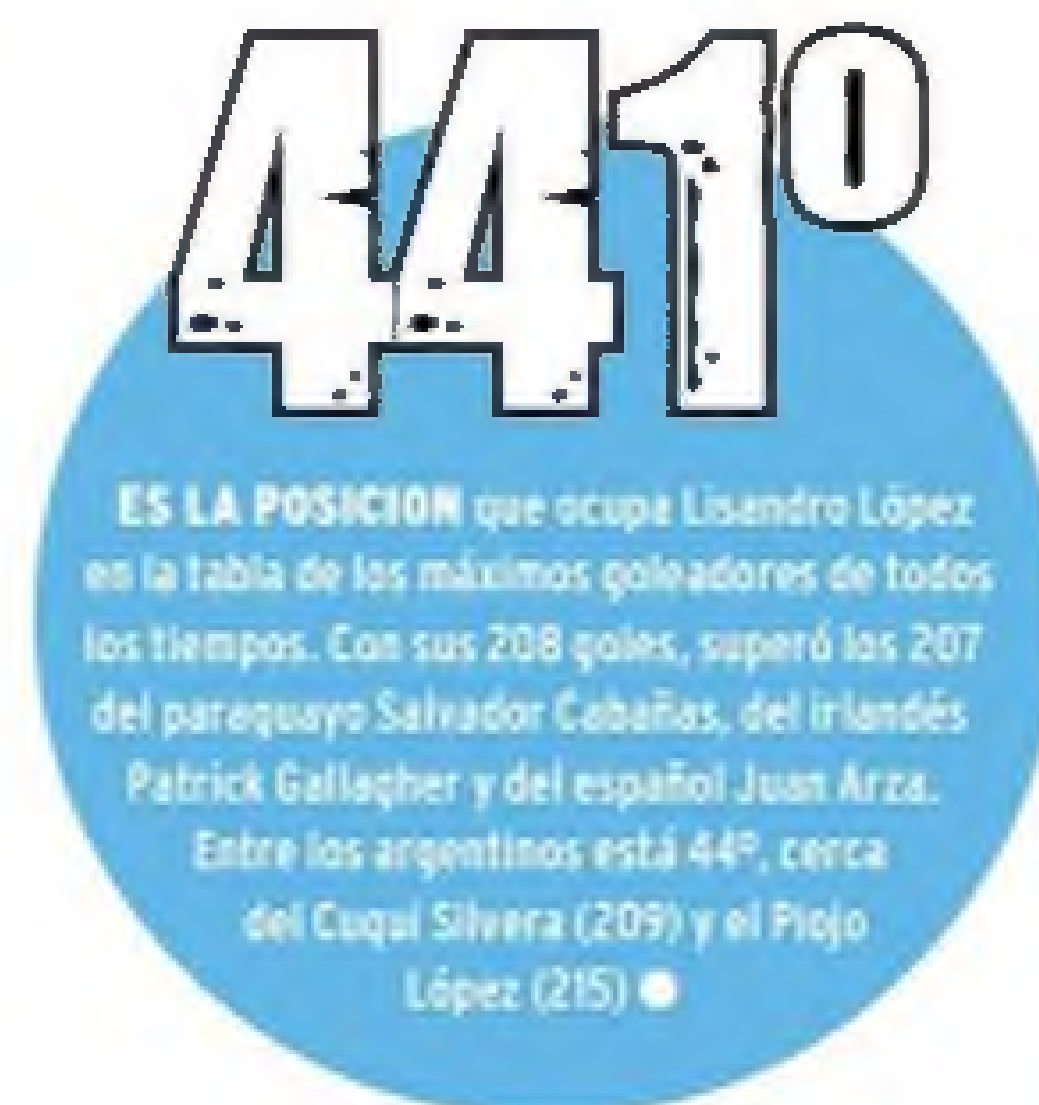 441º
ES LA POSICION que ocupa Lisandro López
en la tabla de los máximos goleadores de todos
los tiempos. Con sus 208 goles, superó los 207
del paraguayo Salvador Cabañas, del irlandés
Patrick Gallagher y del español Juan Arza.
Entre los argentinos está 44º, cerca
del Cuqui Silvera (209) y el Piojo
López (215)